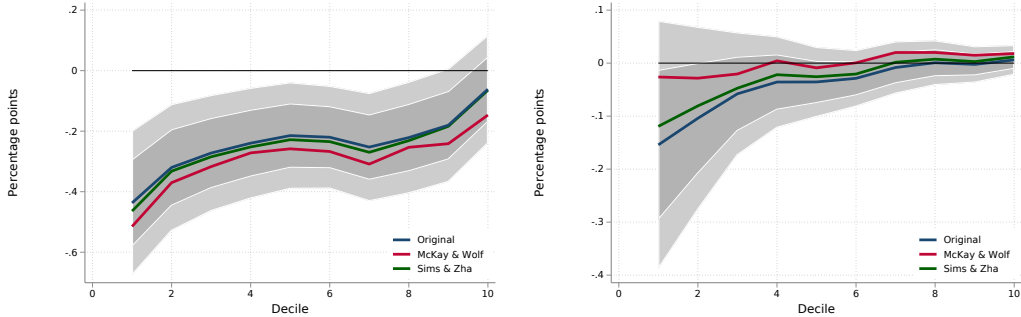 .2
0
-.2
-.4
-.6
Percentage points
0
2
4
6
8
10
Decile
Original
McKay & Wolf
Sims & Zha
.1
0
-.1
-.2
-.3
-.4
Percentage points
0
2
4
6
8
10
Decile
Original
McKay & Wolf
Sims & Zha